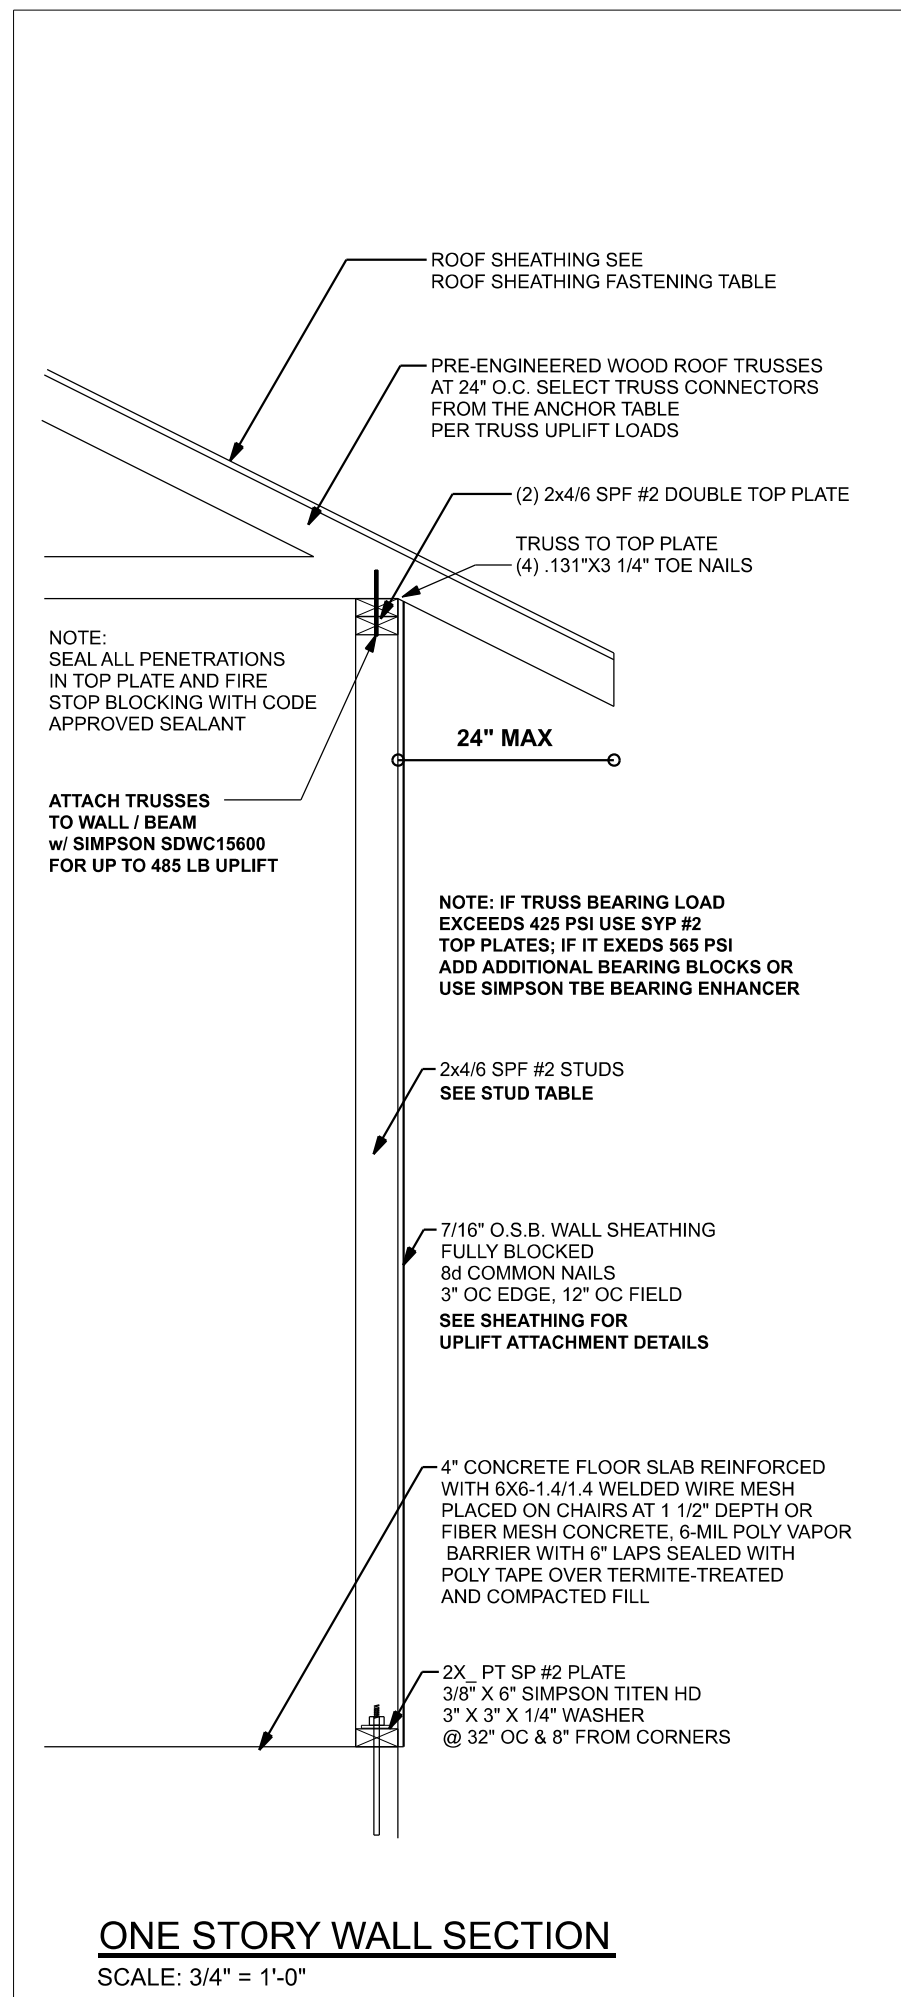 ROOF SHEATHING SEE
ROOF SHEATHING FASTENING TABLE
PRE-ENGINEERED WOOD ROOF TRUSSES
AT 24" O.C. SELECT TRUSS CONNECTORS
FROM THE ANCHOR TABLE
PER TRUSS UPLIFT LOADS
(2) 2x4/6 SPF #2 DOUBLE TOP PLATE
TRUSS TO TOP PLATE
(4) .131"X3 1/4" TOE NAILS
NOTE:
SEAL ALL PENETRATIONS
IN TOP PLATE AND FIRE
STOP BLOCKING WITH CODE
APPROVED SEALANT
24" MAX
ATTACH TRUSSES
TO WALL / BEAM
w/ SIMPSON SDWC15600
FOR UP TO 485 LB UPLIFT
NOTE: IF TRUSS BEARING LOAD
EXCEEDS 425 PSI USE SYP #2
TOP PLATES; IF IT EXEDS 565 PSI
ADD ADDITIONAL BEARING BLOCKS OR
USE SIMPSON TBE BEARING ENHANCER
2x4/6 SPF #2 STUDS
SEE STUD TABLE
7/16" O.S.B. WALL SHEATHING
FULLY BLOCKED
8d COMMON NAILS
3" OC EDGE, 12" OC FIELD
SEE SHEATHING FOR
UPLIFT ATTACHMENT DETAILS
4" CONCRETE FLOOR SLAB REINFORCED
WITH 6X6-1.4/1.4 WELDED WIRE MESH
PLACED ON CHAIRS AT 1 1/2" DEPTH OR
FIBER MESH CONCRETE, 6-MIL POLY VAPOR
BARRIER WITH 6" LAPS SEALED WITH
POLY TAPE OVER TERMITE-TREATED
AND COMPACTED FILL
2X_ PT SP #2 PLATE
3/8" X 6" SIMPSON TITEN HD
3" X 3" X 1/4" WASHER
@ 32" OC & 8" FROM CORNERS
ONE STORY WALL SECTION
SCALE: 3/4" = 1'-0"